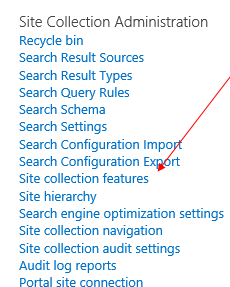 Site Collection Administration
Recycle bin
Search Result Sources
Search Result Types
Search Query Rules
Search Schema
Search Settings
Search Configuration Import
Search Configuration Export
Site collection features
Site hierarchy
Search engine optimization settings
Site collection navigation
Site collection audit settings
Audit log reports
Portal site connection